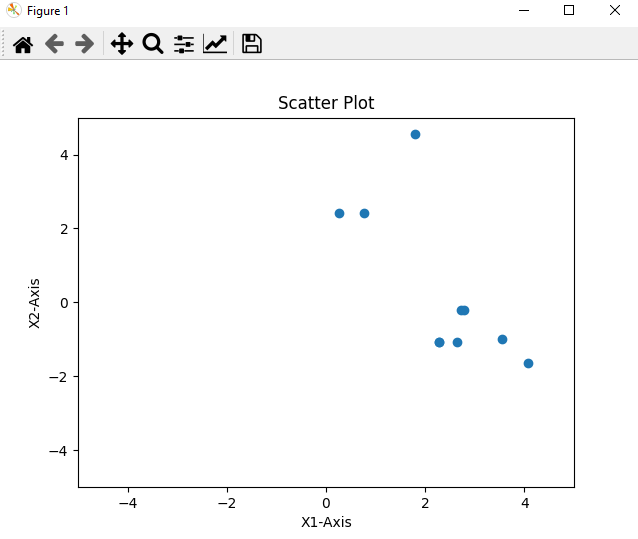 Figure 1
Scatter Plot
4
2
0
−2
−4
X2-Axis
−4 −2 0 2 4
X1-Axis